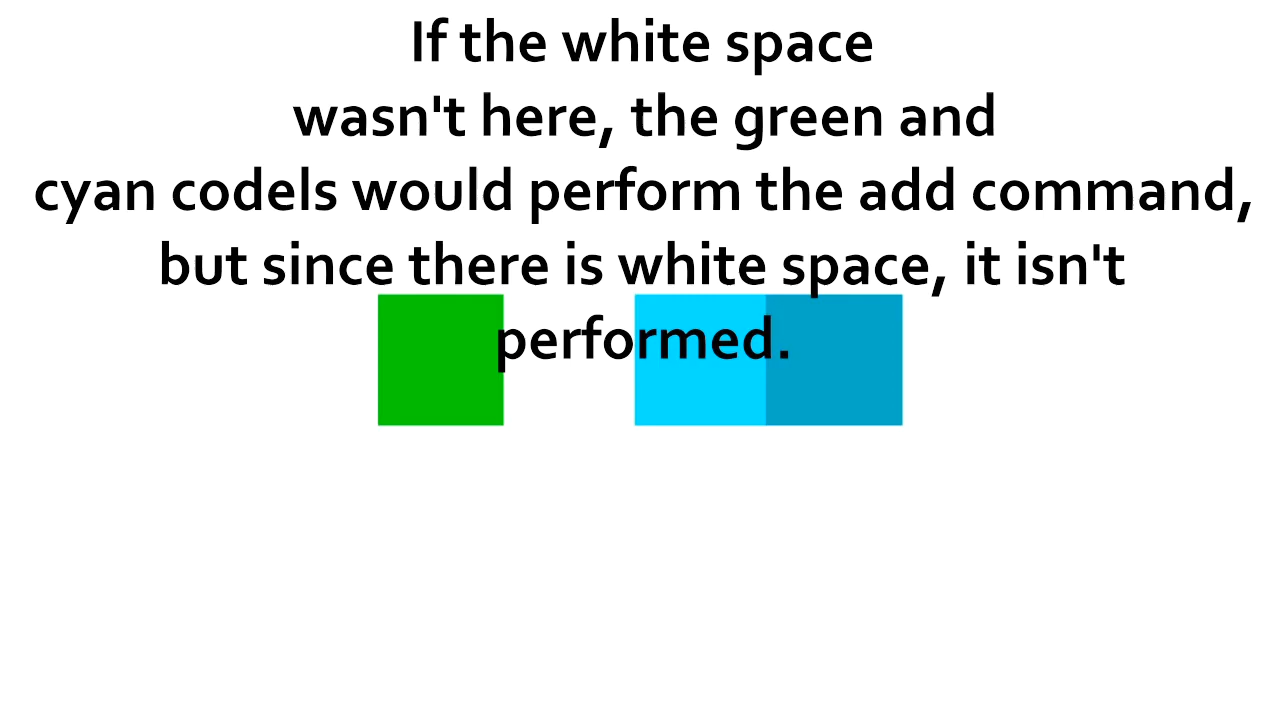 If the white space
wasn't here, the green and
cyan codels would perform the add command,
but since there is white space, it isn't
performed.